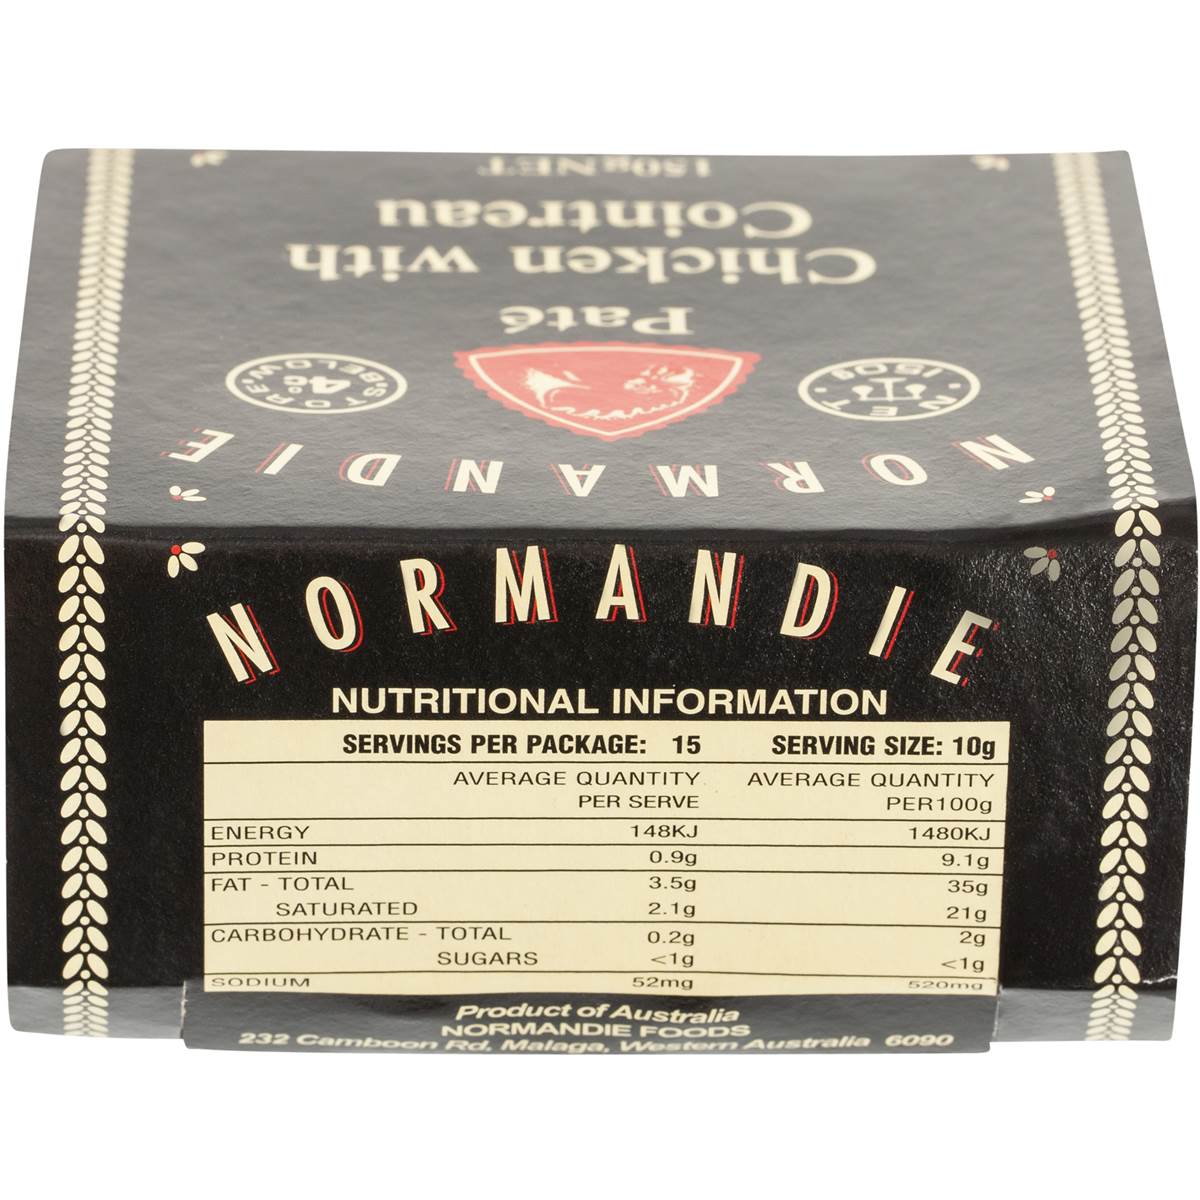 150g NET
Cointreau
Chicken with
Paté
STORE BELOW 4°C
NET 150g
NORMANDIE
NORMANDIE
NUTRITIONAL INFORMATION
SERVINGS PER PACKAGE: 15 SERVING SIZE: 10g
AVERAGE QUANTITY AVERAGE QUANTITY
PER SERVE PER100g
ENERGY 148KJ 1480KJ
PROTEIN 0.9g 9.1g
FAT - TOTAL 3.5g 35g
SATURATED 2.1g 21g
CARBOHYDRATE - TOTAL 0.2g 2g
SUGARS <1g <1g
SODIUM 52mg 520mg
Product of Australia
NORMANDIE FOODS
232 Camboon Rd, Malaga, Western Australia 6090